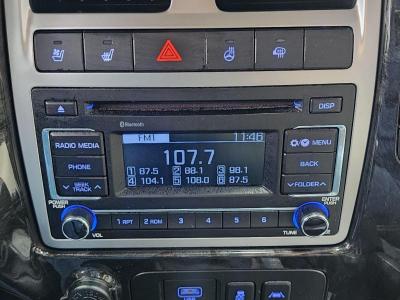 Bluetooth
DISP
FM1 11:46
RADIO MEDIA
107.7
MENU
PHONE
1 87.5 2 88.1 3 98.1
BACK
4 104.1 5 108.0 6 87.5
SEEK
TRACK
FOLDER
POWER
PUSH
ENTER
PUSH
1 RPT 2 RDM 3 4 5 6
VOL
TUNE